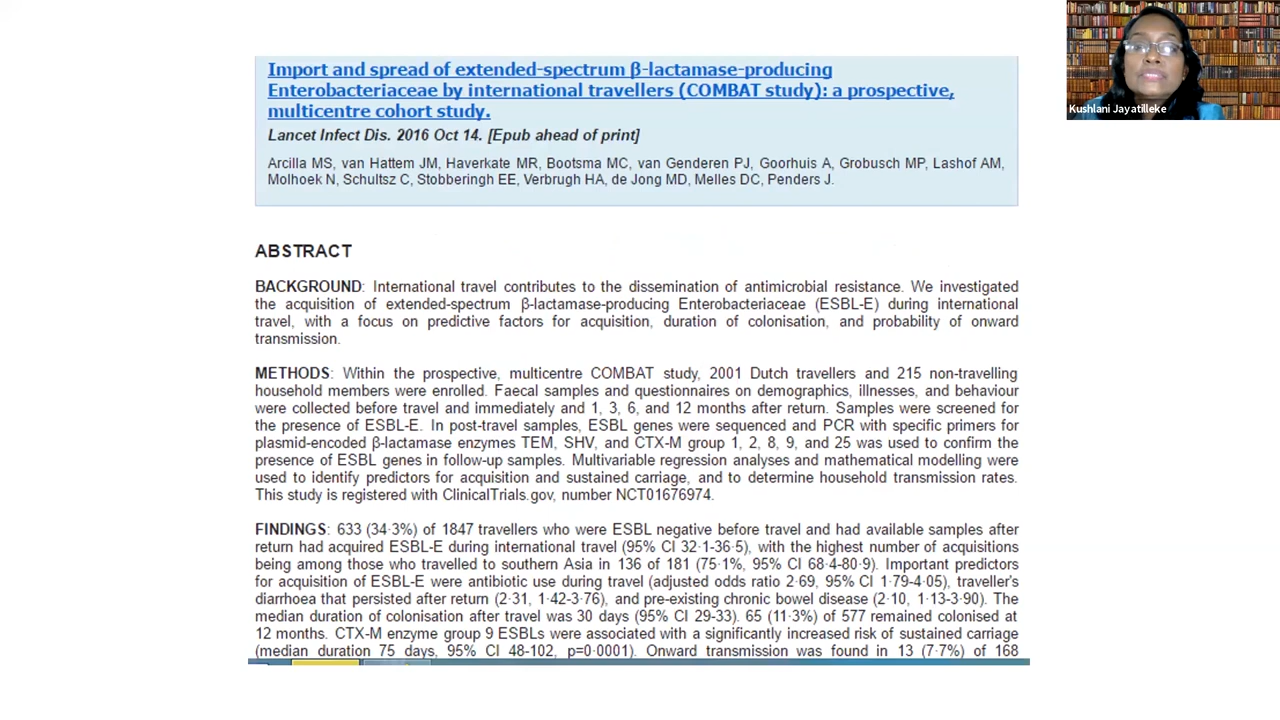 Import and spread of extended-spectrum β-lactamase-producing
Enterobacteriaceae by international travellers (COMBAT study): a prospective,
multicentre cohort study.
Lancet Infect Dis. 2016 Oct 14. [Epub ahead of print]
Arcilla MS, van Hattem JM, Haverkate MR, Bootsma MC, van Genderen PJ, Goorhuis A, Grobusch MP, Lashof AM,
Molhoek N, Schultsz C, Stobberingh EE, Verbrugh HA, de Jong MD, Melles DC, Penders J.
Kushlani Jayatilleke
ABSTRACT
BACKGROUND: International travel contributes to the dissemination of antimicrobial resistance. We investigated
the acquisition of extended-spectrum β-lactamase-producing Enterobacteriaceae (ESBL-E) during international
travel, with a focus on predictive factors for acquisition, duration of colonisation, and probability of onward
transmission.
METHODS: Within the prospective, multicentre COMBAT study, 2001 Dutch travellers and 215 non-travelling
household members were enrolled. Faecal samples and questionnaires on demographics, illnesses, and behaviour
were collected before travel and immediately and 1, 3, 6, and 12 months after return. Samples were screened for
the presence of ESBL-E. In post-travel samples, ESBL genes were sequenced and PCR with specific primers for
plasmid-encoded β-lactamase enzymes TEM, SHV, and CTX-M group 1, 2, 8, 9, and 25 was used to confirm the
presence of ESBL genes in follow-up samples. Multivariable regression analyses and mathematical modelling were
used to identify predictors for acquisition and sustained carriage, and to determine household transmission rates.
This study is registered with ClinicalTrials.gov, number NCT01676974.
FINDINGS: 633 (34·3%) of 1847 travellers who were ESBL negative before travel and had available samples after
return had acquired ESBL-E during international travel (95% CI 32·1-36·5), with the highest number of acquisitions
being among those who travelled to southern Asia in 136 of 181 (75·1%, 95% CI 68·4-80·9). Important predictors
for acquisition of ESBL-E were antibiotic use during travel (adjusted odds ratio 2·69, 95% CI 1·79-4·05), traveller's
diarrhoea that persisted after return (2·31, 1·42-3·76), and pre-existing chronic bowel disease (2·10, 1·13-3·90). The
median duration of colonisation after travel was 30 days (95% CI 29-33). 65 (11·3%) of 577 remained colonised at
12 months. CTX-M enzyme group 9 ESBLs were associated with a significantly increased risk of sustained carriage
(median duration 75 days, 95% CI 48-102, p=0·0001). Onward transmission was found in 13 (7·7%) of 168